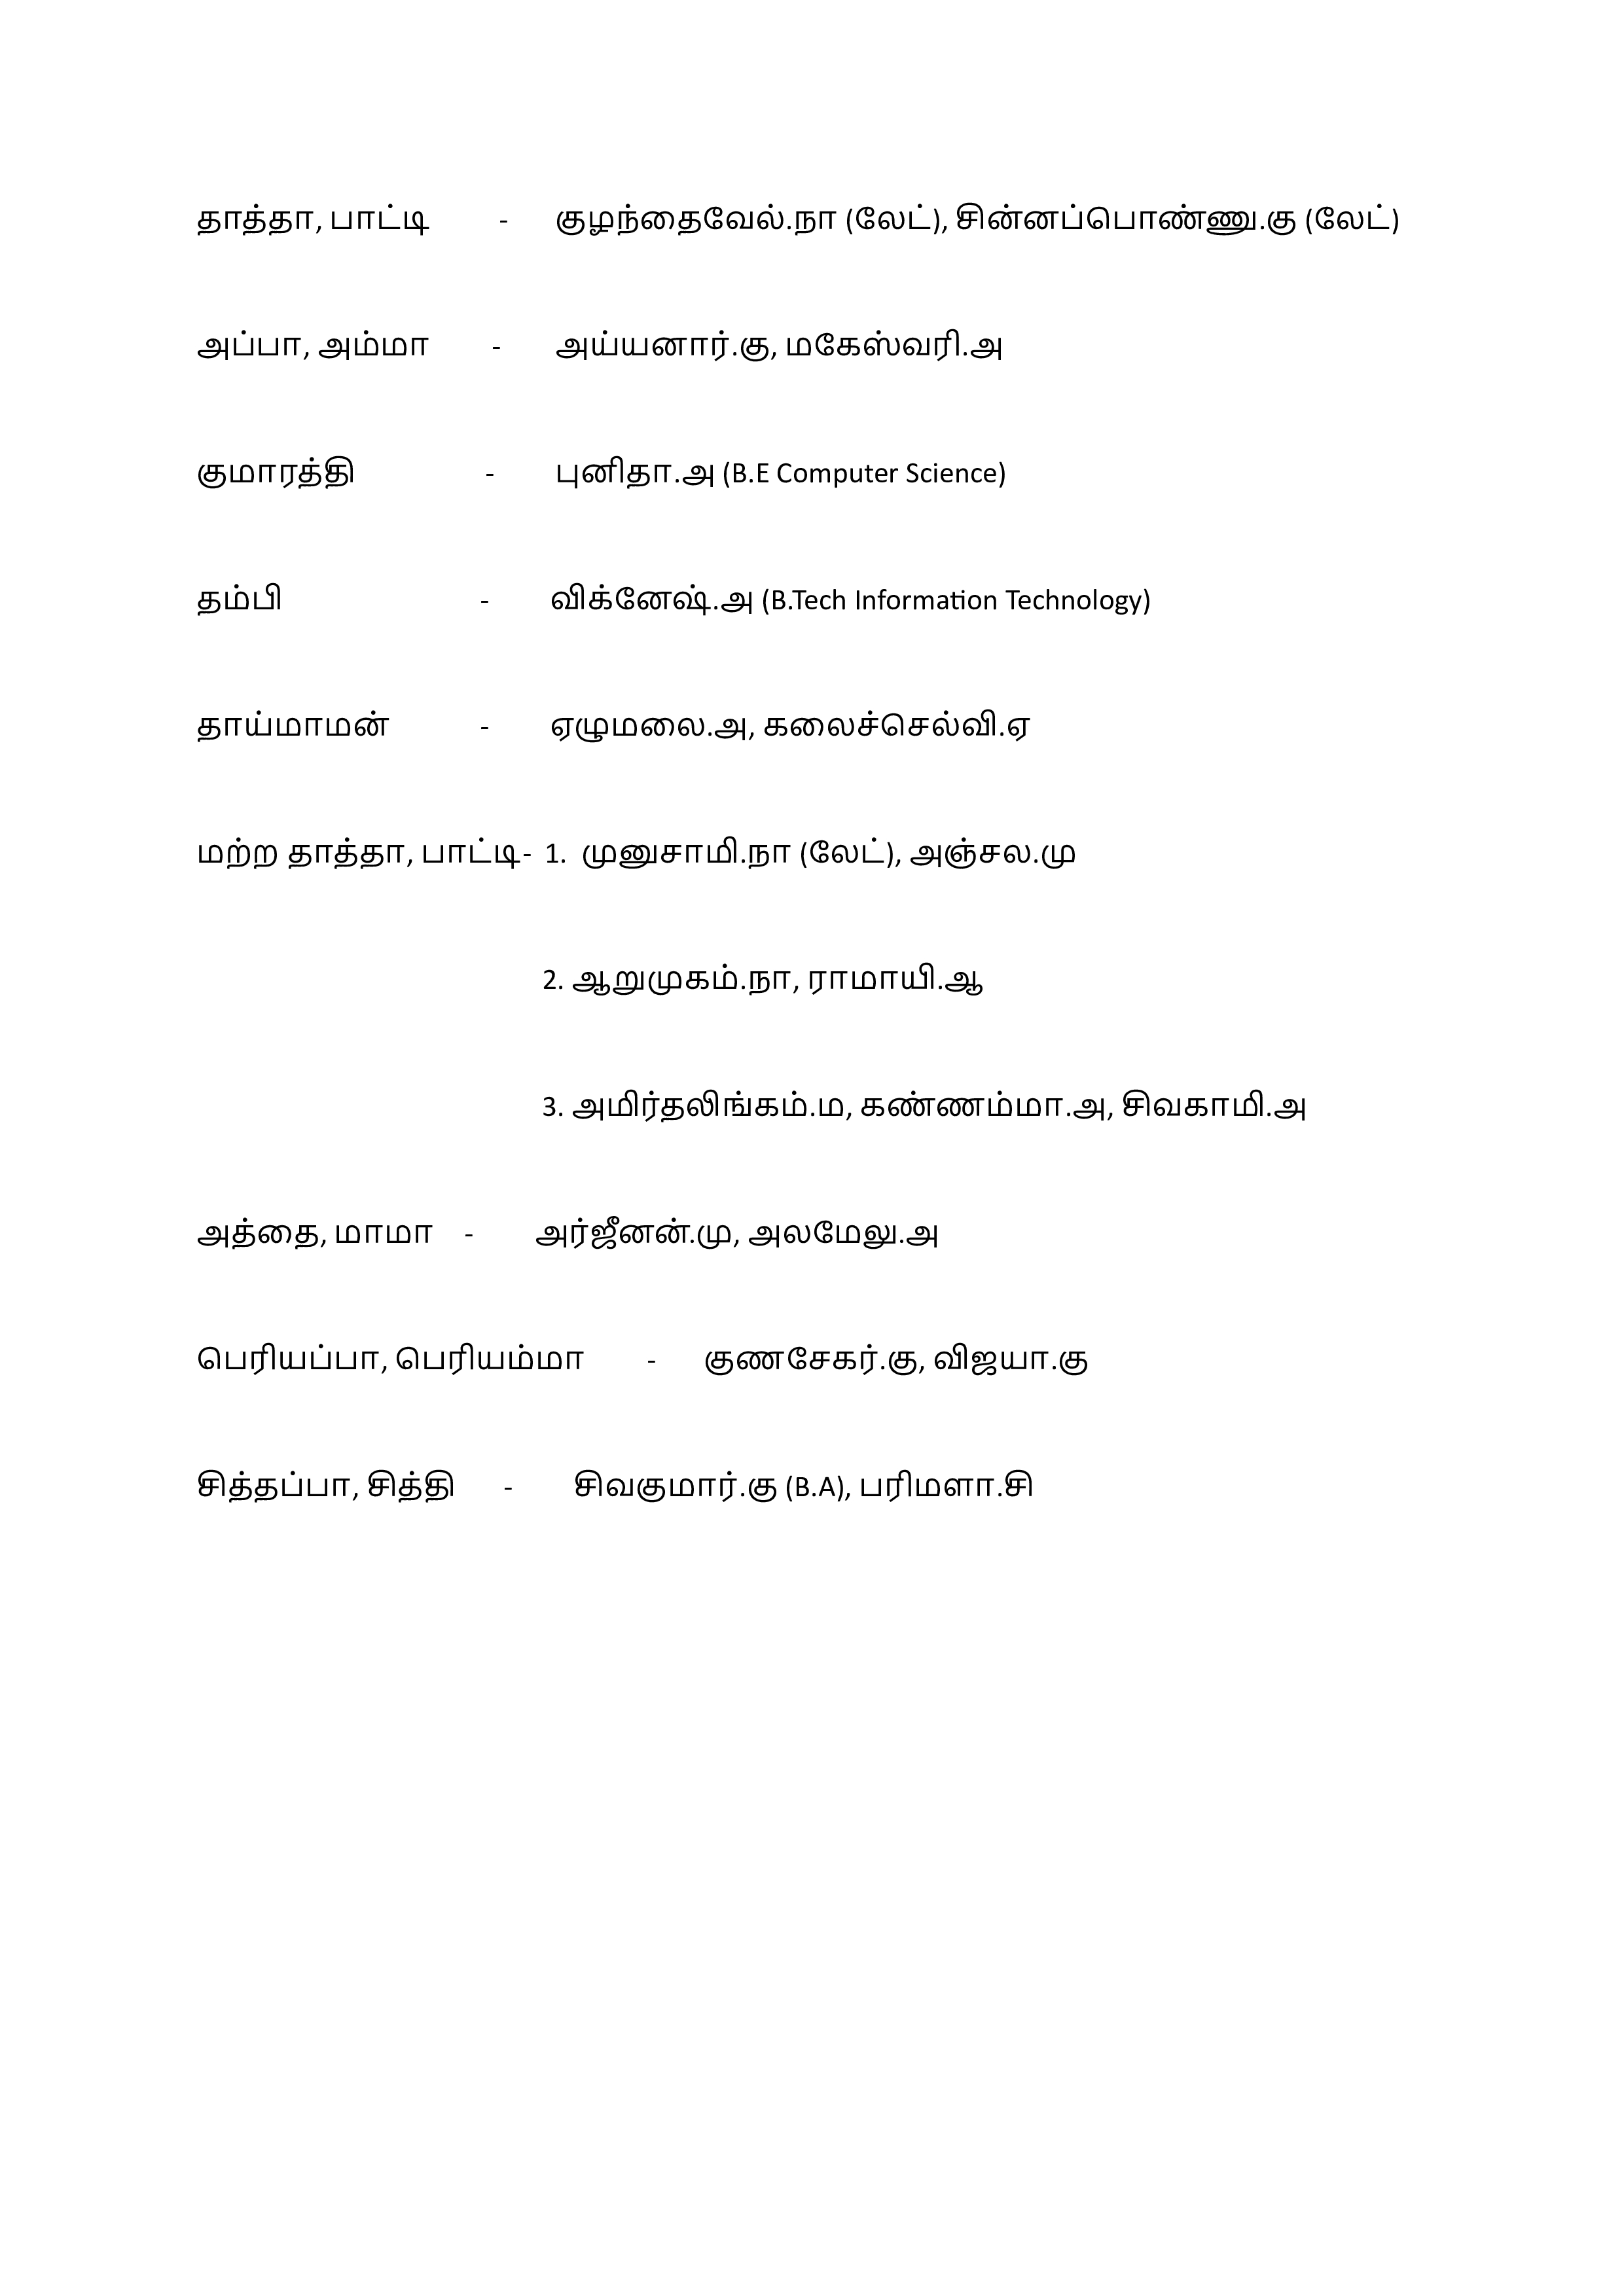 தாத்தா, பாட்டி - குழந்தைவேல்.நா (லேட்), சின்னப்பொண்ணு.கு (லேட்)
அப்பா, அம்மா - அய்யனார்.கு, மகேஸ்வரி.அ
குமாரத்தி - புனிதா.அ (B.E Computer Science)
தம்பி - விக்னேஷ்.அ (B.Tech Information Technology)
தாய்மாமன் - ஏழுமலை.அ, கலைச்செல்வி.ஏ
மற்ற தாத்தா, பாட்டி- 1. முனுசாமி.நா (லேட்), அஞ்சல.மு
2. ஆறுமுகம்.நா, ராமாயி.ஆ
3. அமிர்தலிங்கம்.ம, கண்ணம்மா.அ, சிவகாமி.அ
அத்தை, மாமா - அர்ஜீனன்.மு, அலமேலு.அ
பெரியப்பா, பெரியம்மா - குணசேகர்.கு, விஜயா.கு
சித்தப்பா, சித்தி - சிவகுமார்.கு (B.A), பரிமளா.சி